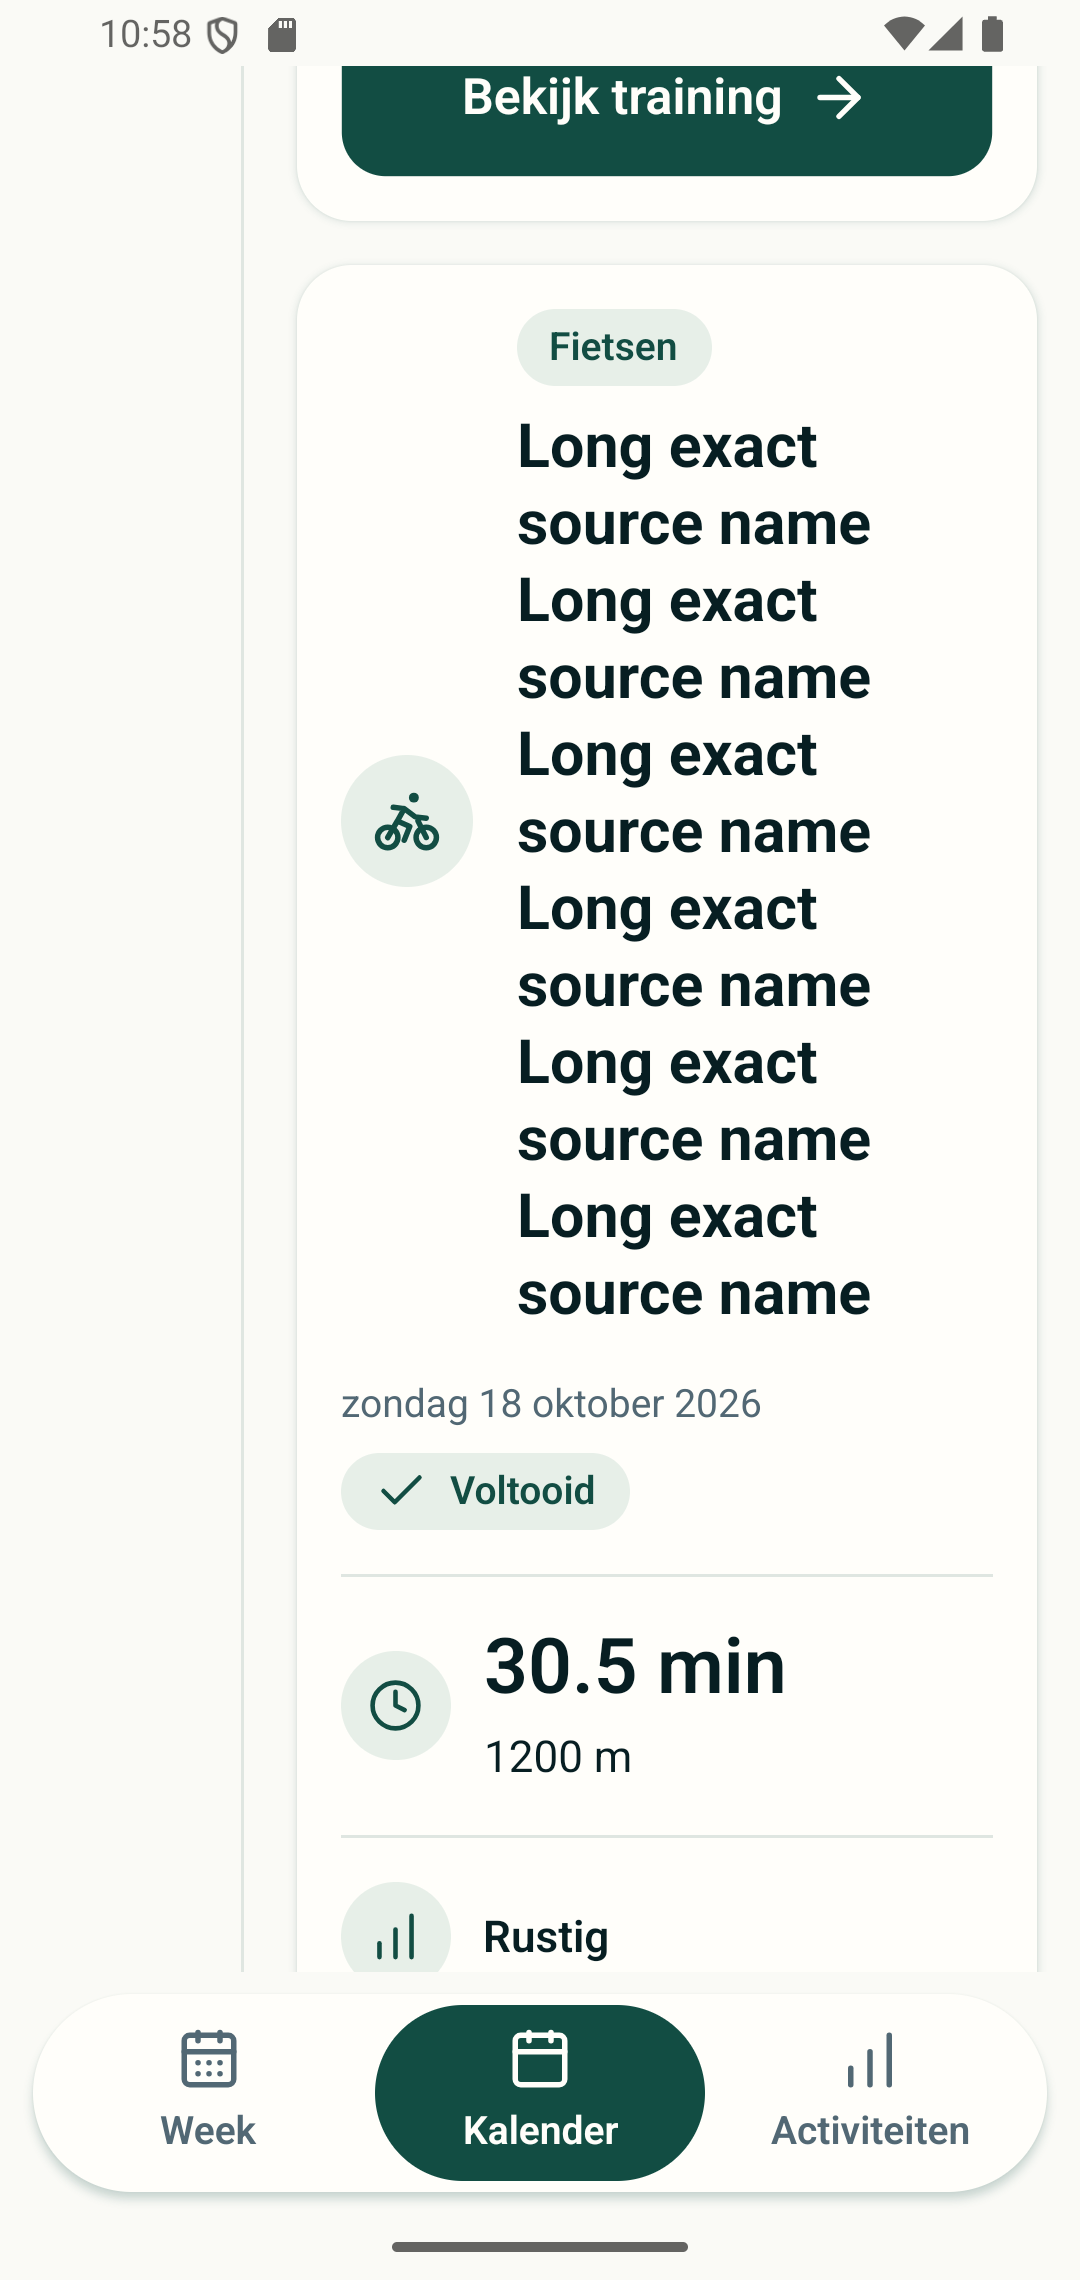 10:58
Bekijk training
Fietsen
Long exact
source name
Long exact
source name
Long exact
source name
Long exact
source name
Long exact
source name
Long exact
source name
zondag 18 oktober 2026
Voltooid
30.5 min
1200 m
Rustig
Week
Kalender
Activiteiten